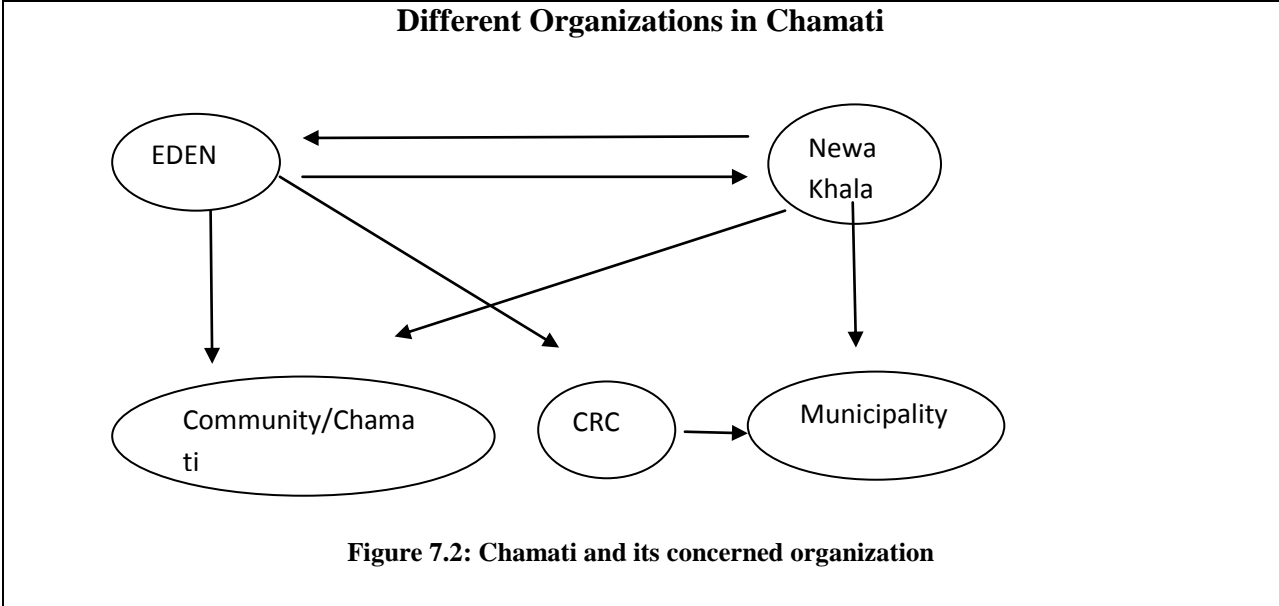 Different Organizations in Chamati
EDEN
Newa
Khala
Community/Chama
ti
CRC
Municipality
Figure 7.2: Chamati and its concerned organization